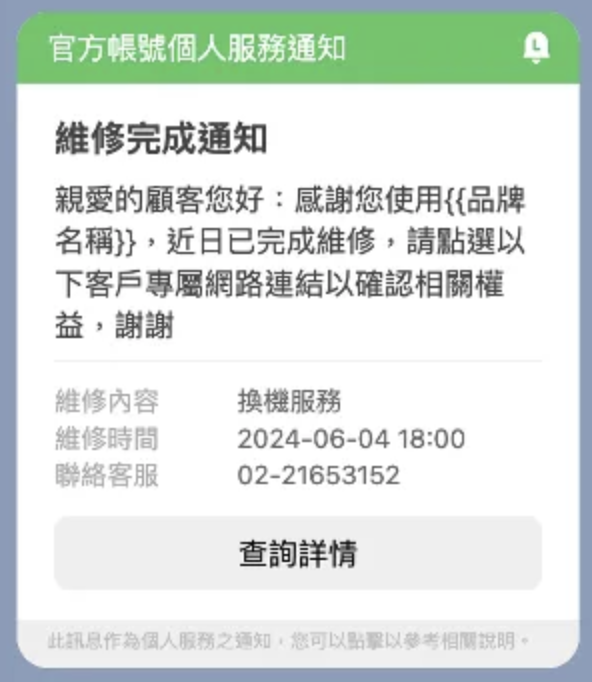 官方帳號個人服務通知
維修完成通知
親愛的顧客您好：感謝您使用{{品牌
名稱}}，近日已完成維修，請點選以
下客戶專屬網路連結以確認相關權
益，謝謝
維修內容 換機服務
維修時間 2024-06-04 18:00
聯絡客服 02-21653152
查詢詳情
此訊息作為個人服務之通知，您可以點擊以參考相關說明。